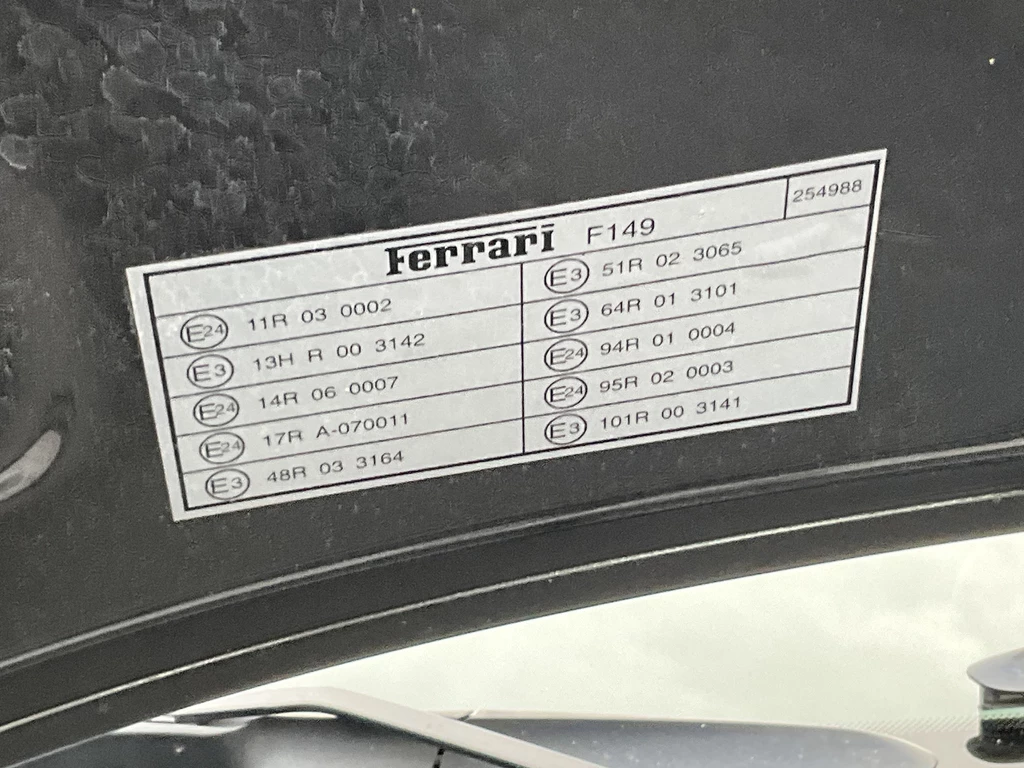 Ferrari F149 254988
E24 11R 03 0002
E3 13H R 00 3142
E24 14R 06 0007
E24 17R A-070011
E3 48R 03 3164
E3 51R 02 3065
E3 64R 01 3101
E24 94R 01 0004
E24 95R 02 0003
E3 101R 00 3141